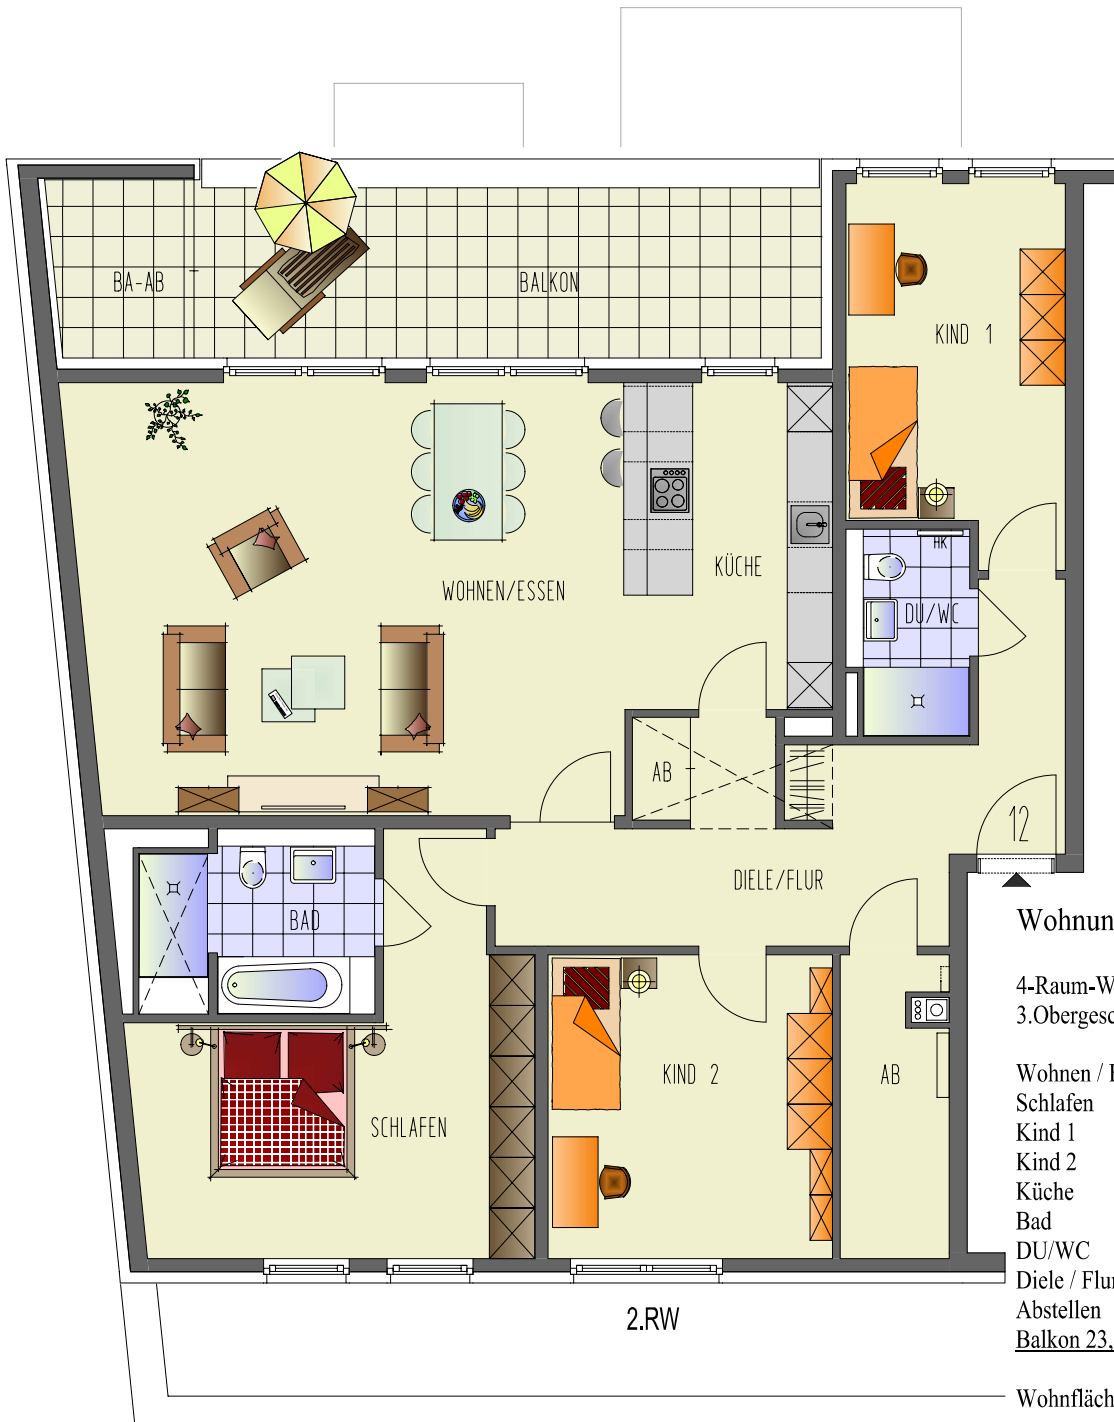 BA-AB
BALKON
KIND 1
HK
DU/WC
KÜCHE
WOHNEN/ESSEN
AB
12
DIELE/FLUR
BAD
SCHLAFEN
KIND 2
AB
2.RW
Wohnun
4-Raum-W
3.Obergesc
Wohnen / E
Schlafen
Kind 1
Kind 2
Küche
Bad
DU/WC
Diele / Flur
Abstellen
Balkon 23,
Wohnfläch